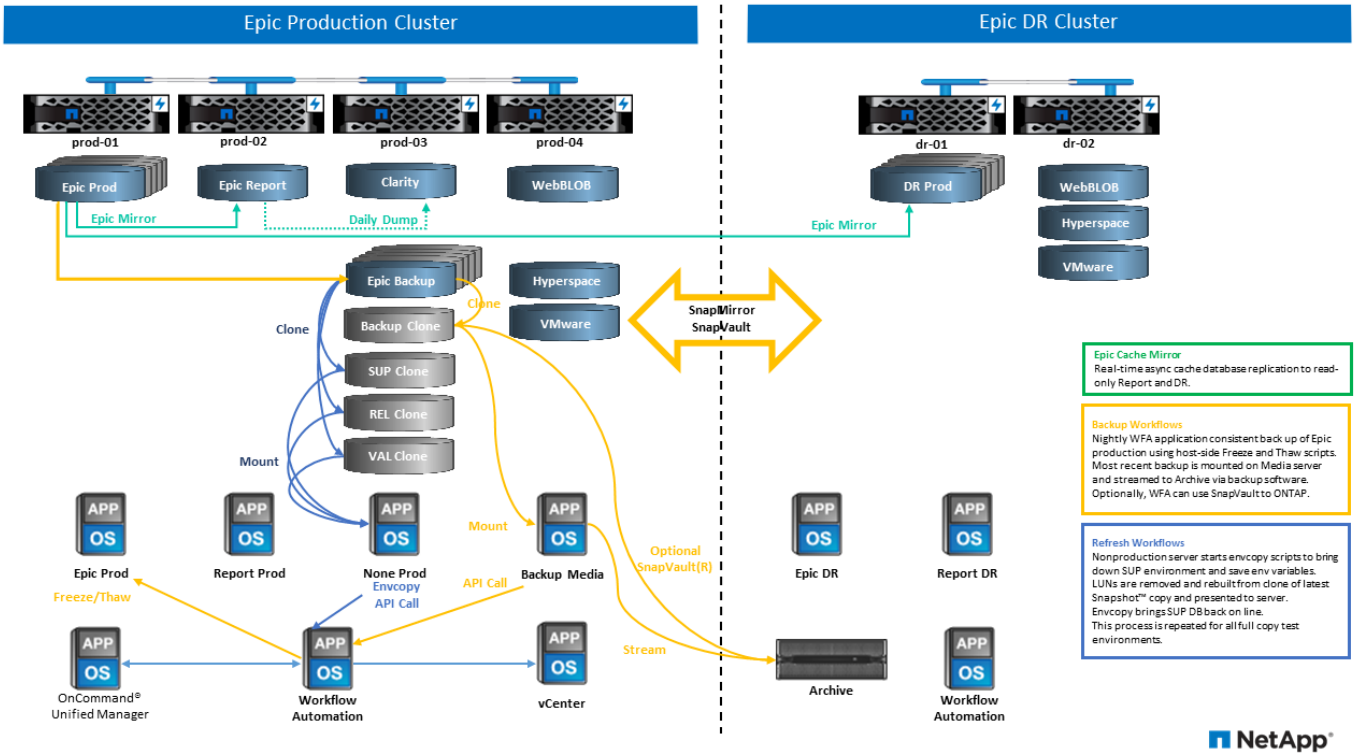 Epic Production Cluster
Epic DR Cluster
prod-01
prod-02
prod-03
prod-04
dr-01
dr-02
Epic Prod
Epic Report
Clarity
WebBLOB
DR Prod
WebBLOB
Epic Mirror
Daily Dump
Epic Mirror
Hyperspace
VMware
Epic Backup
Hyperspace
Clone
SnapMirror
SnapVault
Clone
Backup Clone
VMware
SUP Clone
REL Clone
VAL Clone
Mount
Epic Cache Mirror
Real-time async cache database replication to read-
only Report and DR.
Backup Workflows
Nightly WFA application consistent back up of Epic
production using host-side Freeze and Thaw scripts.
Most recent backup is mounted on Media server
and streamed to Archive via backup software.
Optionally, WFA can use SnapVault to ONTAP.
Refresh Workflows
Nonproduction server starts envcopy scripts to bring
down SUP environment and save env variables.
LUNs are removed and rebuilt from clone of latest
Snapshot™ copy and presented to server.
Envcopy brings SUP DB back on line.
This process is repeated for all full copy test
environments.
APP
OS
APP
OS
APP
OS
APP
OS
APP
OS
APP
OS
Mount
Optional
SnapVault(R)
Epic Prod
Report Prod
None Prod
Backup Media
Epic DR
Report DR
Freeze/Thaw
Envcopy
API Call
API Call
APP
OS
APP
OS
APP
OS
APP
OS
Stream
OnCommand®
Unified Manager
Workflow
Automation
vCenter
Archive
Workflow
Automation
NetApp®